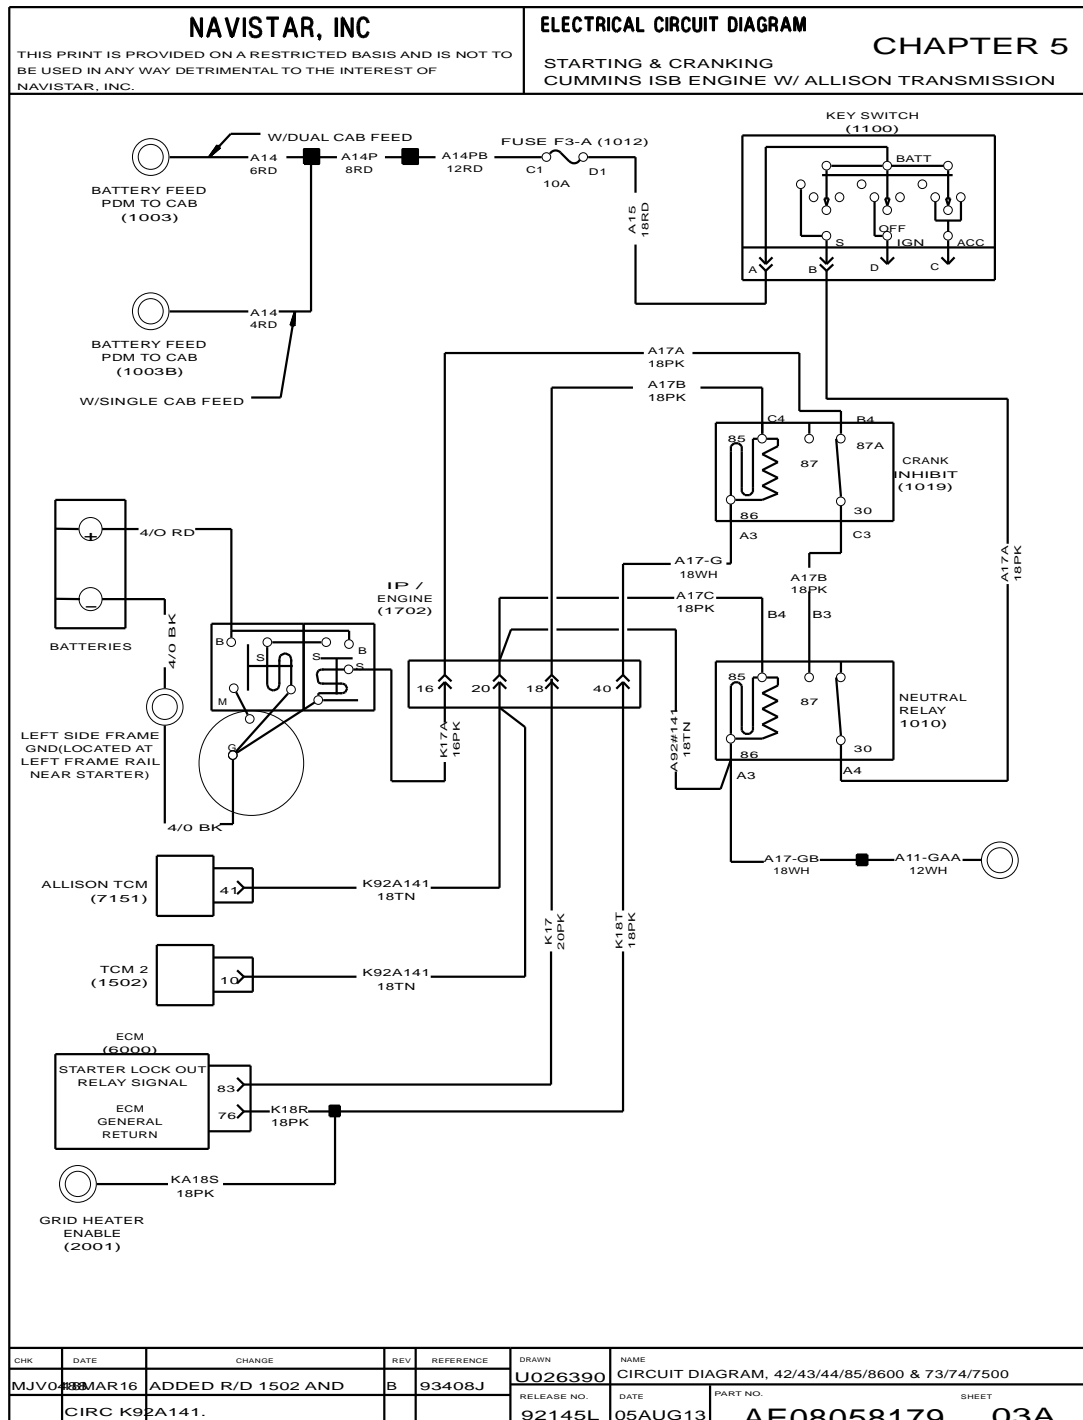 NAVISTAR, INC
THIS PRINT IS PROVIDED ON A RESTRICTED BASIS AND IS NOT TO
BE USED IN ANY WAY DETRIMENTAL TO THE INTEREST OF
NAVISTAR, INC.
ELECTRICAL CIRCUIT DIAGRAM
CHAPTER 5
STARTING & CRANKING
CUMMINS ISB ENGINE W/ ALLISON TRANSMISSION
W/DUAL CAB FEED
A14
6RD
A14P
8RD
A14PB
12RD
FUSE F3-A (1012)
C1
D1
10A
A15
18RD
BATTERY FEED
PDM TO CAB
(1003)
A14
4RD
BATTERY FEED
PDM TO CAB
(1003B)
W/SINGLE CAB FEED
KEY SWITCH
(1100)
BATT
OFF
S
IGN
ACC
A
B
D
C
A17A
18PK
A17B
18PK
C4
B4
85
87
87A
86
30
A3
C3
CRANK
INHIBIT
(1019)
A17A
18PK
A17-G
18WH
A17B
18PK
A17C
18PK
B4
B3
85
87
86
30
A3
A4
NEUTRAL
RELAY
1010)
A92#141
18TN
A17-GB
18WH
A11-GAA
12WH
4/O RD
BATTERIES
4/0 BK
+
–
IP /
ENGINE
(1702)
B
S
S
B
S
M
G
LEFT SIDE FRAME
GND(LOCATED AT
LEFT FRAME RAIL
NEAR STARTER)
4/0 BK
16
20
18
40
K17A
16PK
ALLISON TCM
(7151)
41
K92A141
18TN
TCM 2
(1502)
10
K92A141
18TN
K17
20PK
K18T
18PK
ECM
(6000)
STARTER LOCK OUT
RELAY SIGNAL
ECM
GENERAL
RETURN
83
76
K18R
18PK
KA18S
18PK
GRID HEATER
ENABLE
(2001)
CHK DATE CHANGE REV REFERENCE
18MAR16 ADDED R/D 1502 AND B 93408J
CIRC K92A141.
DRAWN
U026390
NAME
CIRCUIT DIAGRAM, 42/43/44/85/8600 & 73/74/7500
RELEASE NO.
92145L
DATE
05AUG13
PART NO.
AE08058179
SHEET
03A